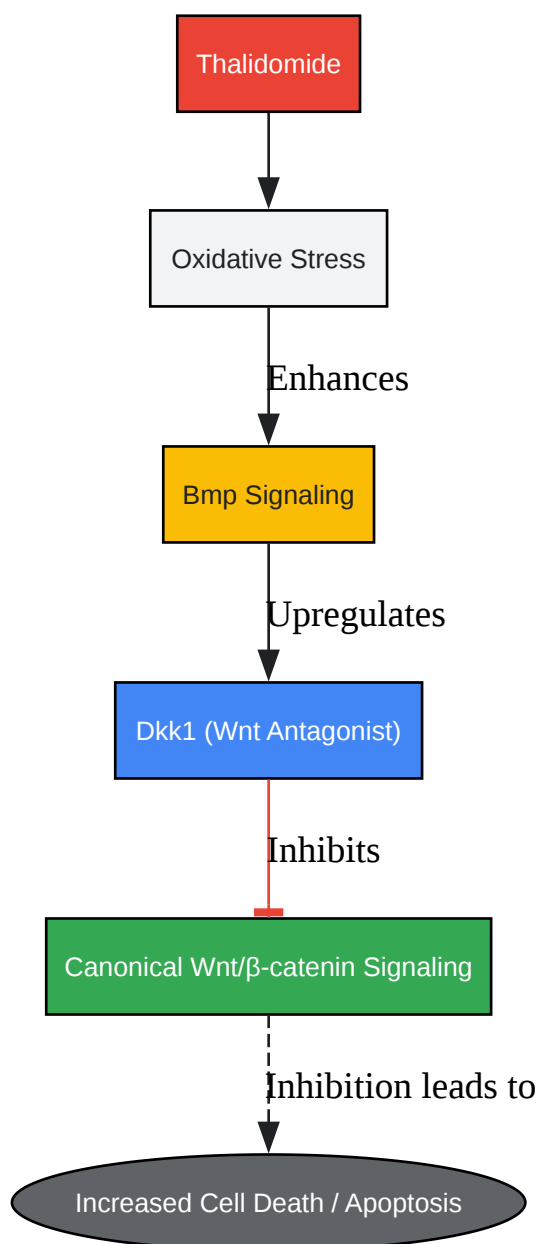 Thalidomide
Oxidative Stress
Enhances
Bmp Signaling
Upregulates
Dkk1 (Wnt Antagonist)
Inhibits
Canonical Wnt/β-catenin Signaling
Inhibition leads to
Increased Cell Death / Apoptosis